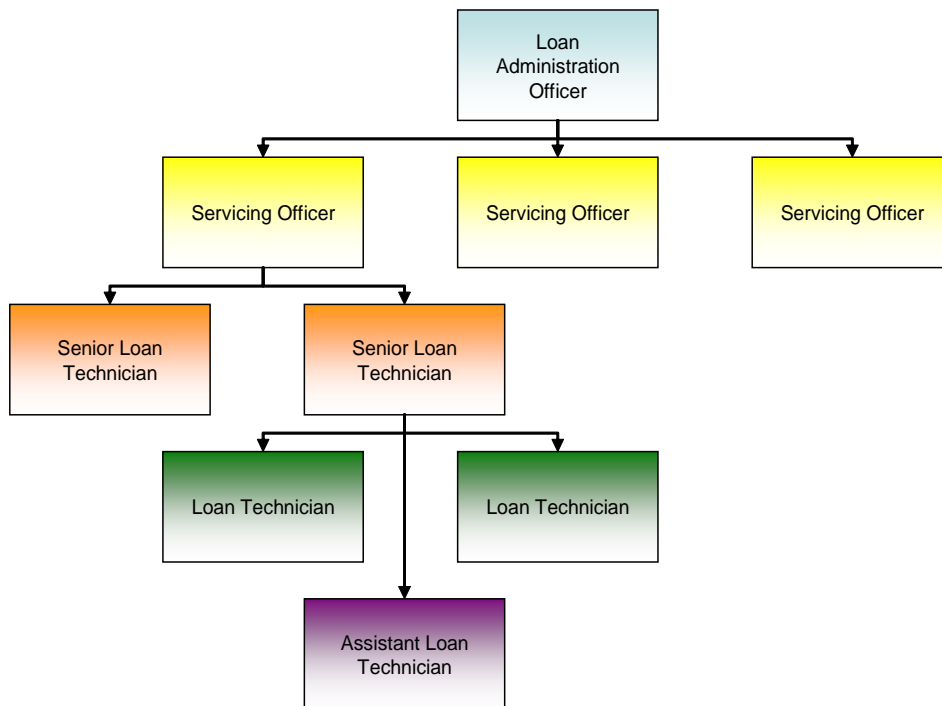 Loan
Administration
Officer
Servicing Officer
Servicing Officer
Servicing Officer
Senior Loan
Technician
Senior Loan
Technician
Loan Technician
Loan Technician
Assistant Loan
Technician